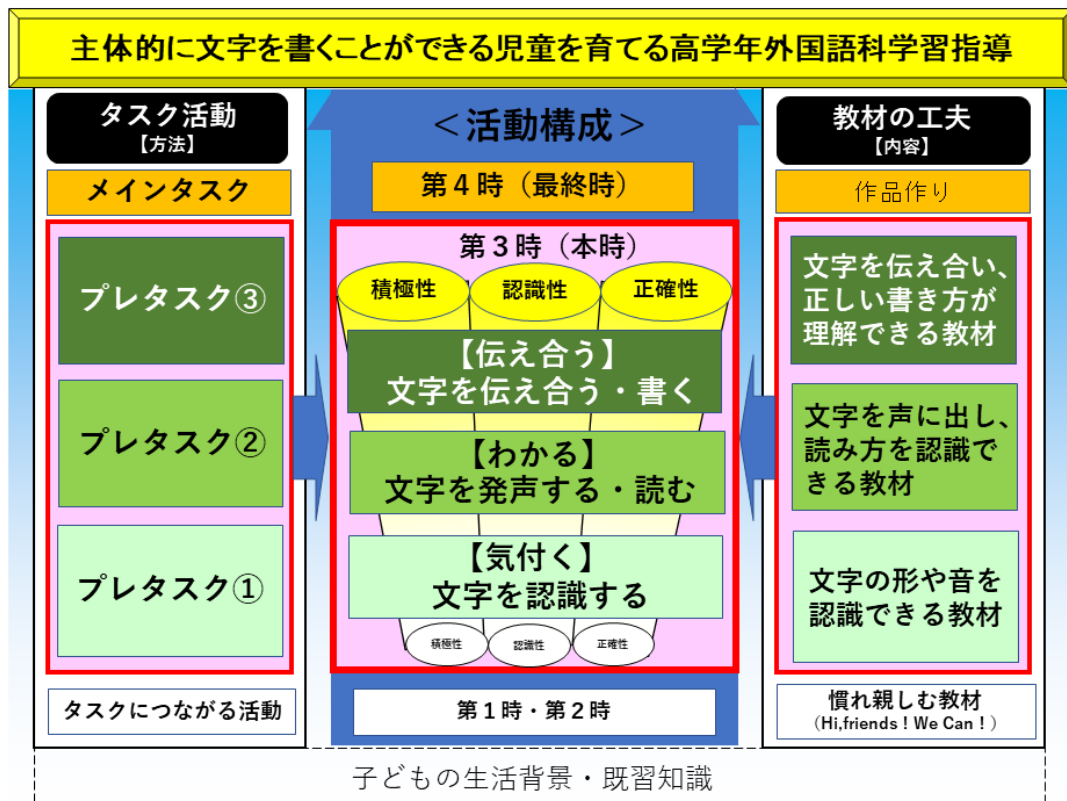 主体的に文字を書くことができる児童を育てる高学年外国語科学習指導
タスク活動
【方法】
メインタスク
プレタスク③
プレタスク②
プレタスク①
タスクにつながる活動
＜活動構成＞
第４時（最終時）
第３時（本時）
積極性
認識性
正確性
【伝え合う】
文字を伝え合う・書く
【わかる】
文字を発声する・読む
【気付く】
文字を認識する
積極性
認識性
正確性
第１時・第２時
教材の工夫
【内容】
作品作り
文字を伝え合い、
正しい書き方が
理解できる教材
文字を声に出し、
読み方を認識で
きる教材
文字の形や音を
認識できる教材
慣れ親しむ教材
（Hi,friends！We Can！）
子どもの生活背景・既習知識